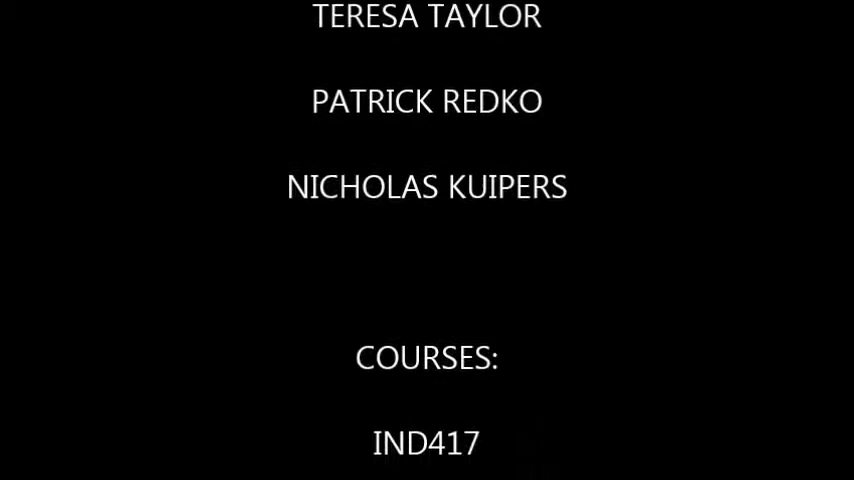 TERESA TAYLOR
PATRICK REDKO
NICHOLAS KUIPERS
COURSES:
IND417